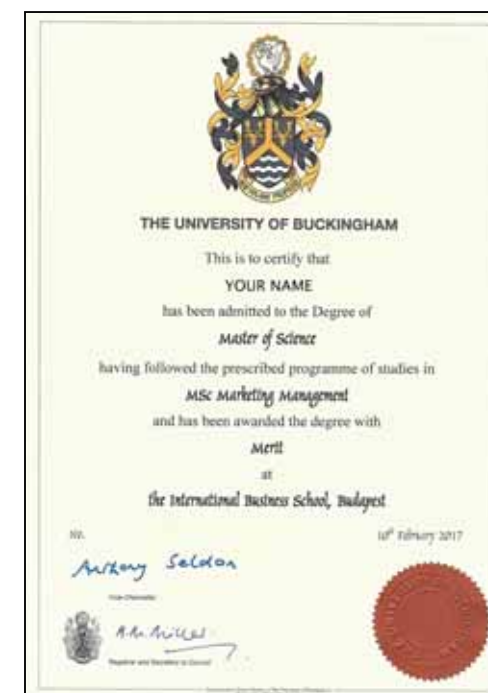 THE UNIVERSITY OF BUCKINGHAM
This is to certify that
YOUR NAME
has been admitted to the Degree of
Master of Science
having followed the prescribed programme of studies in
MSc Marketing Management
and has been awarded the degree with
Merit
at
the International Business School, Budapest
Nr.
10th February 2017
Anthony Seldon
Vice-Chancellor
Registrar and Secretary to Council